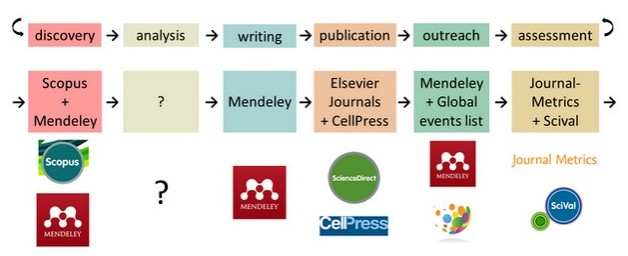 discovery
analysis
writing
publication
outreach
assessment
Scopus
+
Mendeley
?
Mendeley
Elsevier
Journals
+ CellPress
Mendeley
+ Global
events list
Journal-
Metrics
+ Scival
Scopus
MENDELEY
?
MENDELEY
ScienceDirect
CellPress
MENDELEY
Journal Metrics
SciVal